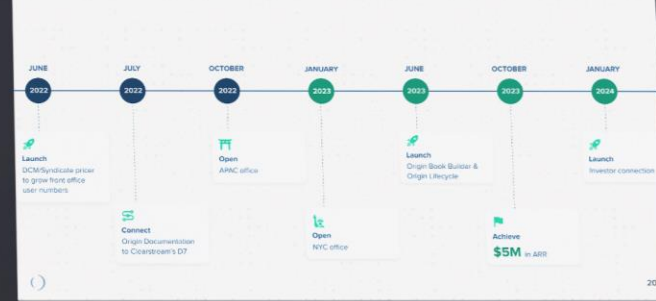 JUNE
JULY
OCTOBER
JANUARY
JUNE
OCTOBER
JANUARY
2022
2022
2022
2023
2023
2023
2024
Launch
DCM/Syndicate pricer
to grow front office
user numbers
Connect
Origin Documentation
to Clearstream's D7
Open
APAC office
Open
NYC office
Launch
Origin Book Builder &
Origin Lifecycle
Achieve
$5M in ARR
Launch
Investor connection
20